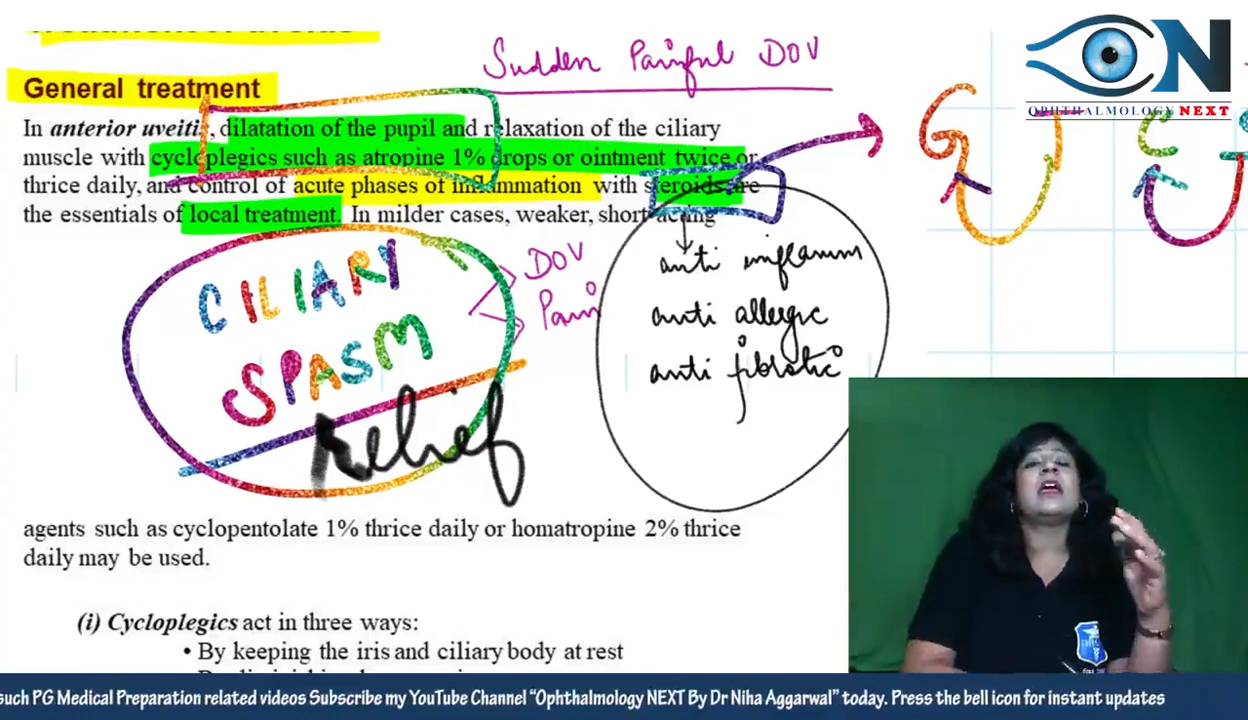 Sudden Painful DOV
General treatment
In anterior uveitis, dilatation of the pupil and relaxation of the ciliary
muscle with cycloplegics such as atropine 1% drops or ointment twice or
thrice daily, and control of acute phases of inflammation with steroids are
the essentials of local treatment. In milder cases, weaker, short acting
CILIARY
SPASM
relief
DOV
Pain
anti inflamm
anti allergic
anti fibrotic
agents such as cyclopentolate 1% thrice daily or homatropine 2% thrice
daily may be used.
(i) Cycloplegics act in three ways:
• By keeping the iris and ciliary body at rest
ON
OPHTHALMOLOGY NEXT
such PG Medical Preparation related videos Subscribe my YouTube Channel “Ophthalmology NEXT By Dr Niha Aggarwal” today. Press the bell icon for instant updates